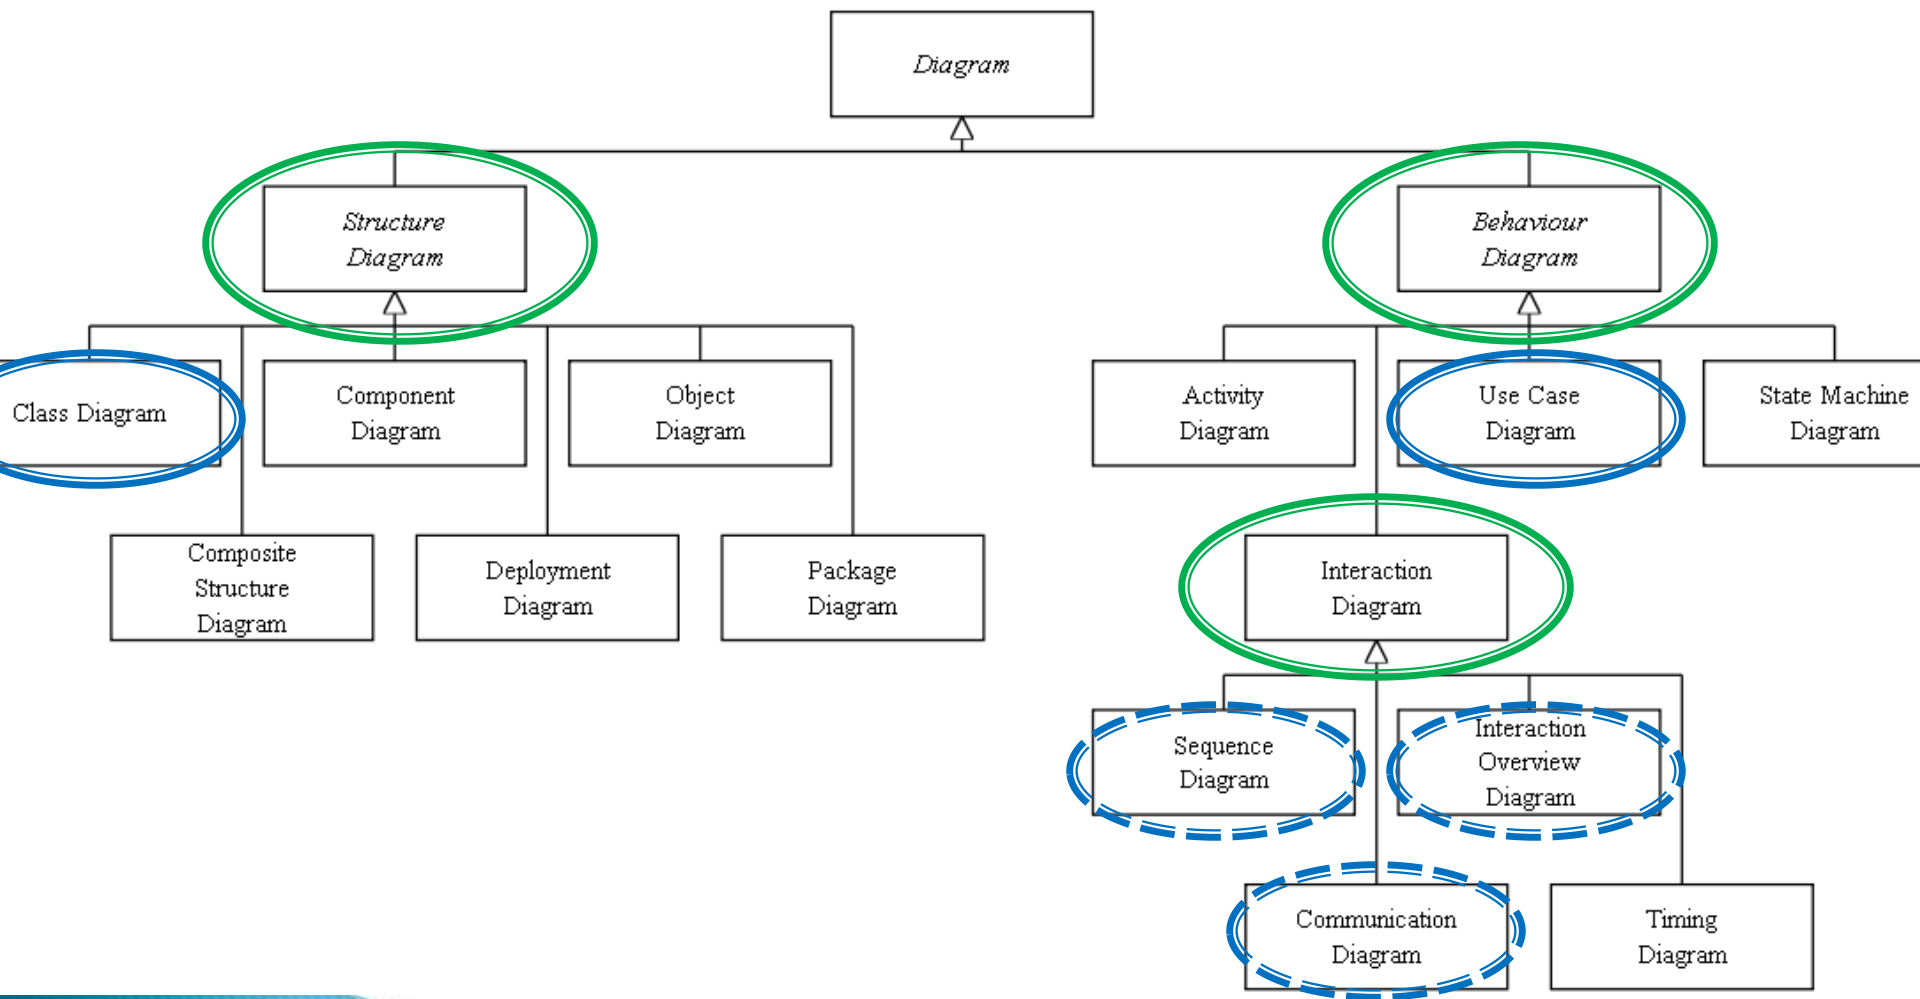 Diagram
Structure
Diagram
Behaviour
Diagram
Class Diagram
Component
Diagram
Object
Diagram
Activity
Diagram
Use Case
Diagram
State Machine
Diagram
Composite
Structure
Diagram
Deployment
Diagram
Package
Diagram
Interaction
Diagram
Sequence
Diagram
Interaction
Overview
Diagram
Communication
Diagram
Timing
Diagram